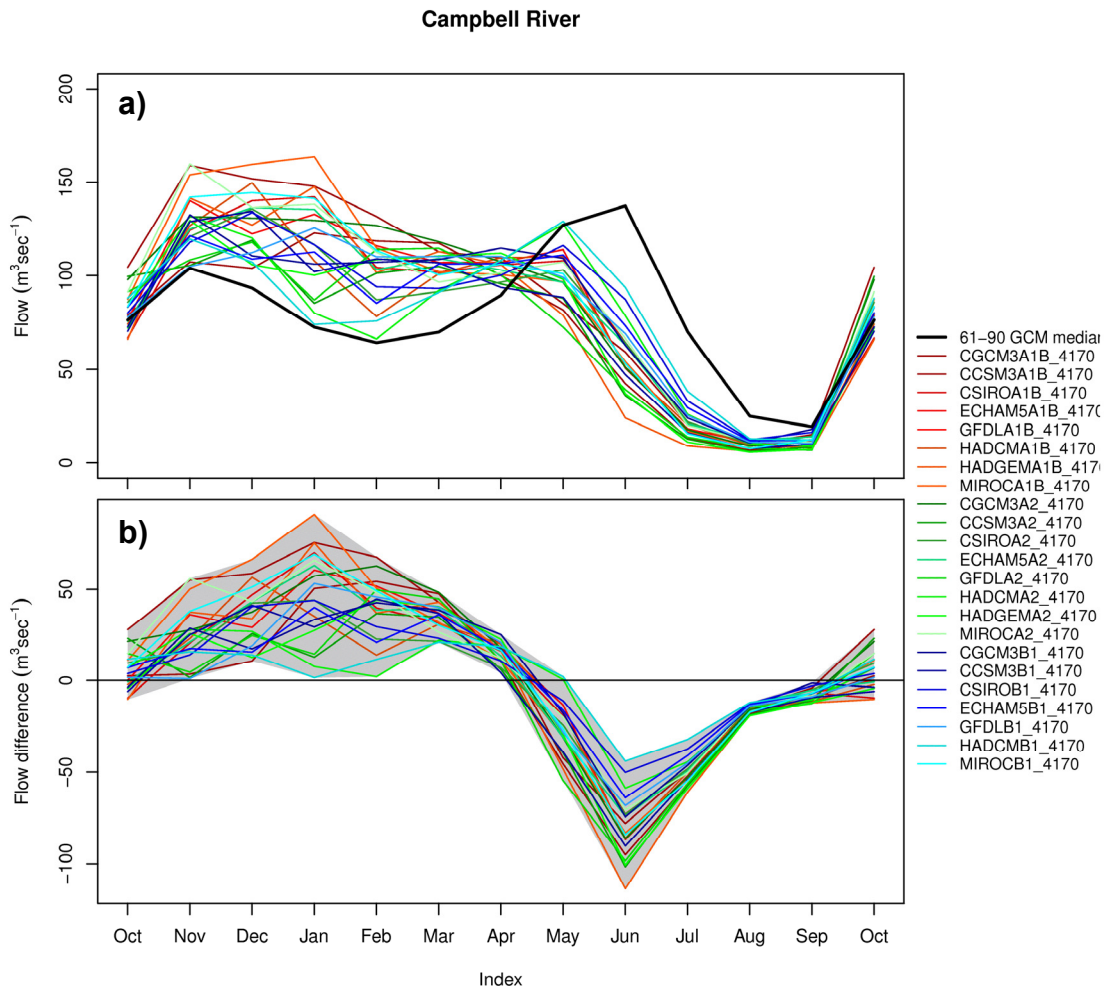 Campbell River
a)
200
150
100
50
0
Flow (m³sec⁻¹)
61−90 GCM median
CGCM3A1B_4170
CCSM3A1B_4170
CSIROA1B_4170
ECHAM5A1B_4170
GFDLA1B_4170
HADCMA1B_4170
HADGEMA1B_4170
MIROCA1B_4170
CGCM3A2_4170
CCSM3A2_4170
CSIROA2_4170
ECHAM5A2_4170
GFDLA2_4170
HADCMA2_4170
HADGEMA2_4170
MIROCA2_4170
CGCM3B1_4170
CCSM3B1_4170
CSIROB1_4170
ECHAM5B1_4170
GFDLB1_4170
HADCMB1_4170
MIROCB1_4170
b)
50
0
−50
−100
Flow difference (m³sec⁻¹)
Oct Nov Dec Jan Feb Mar Apr May Jun Jul Aug Sep Oct
Index